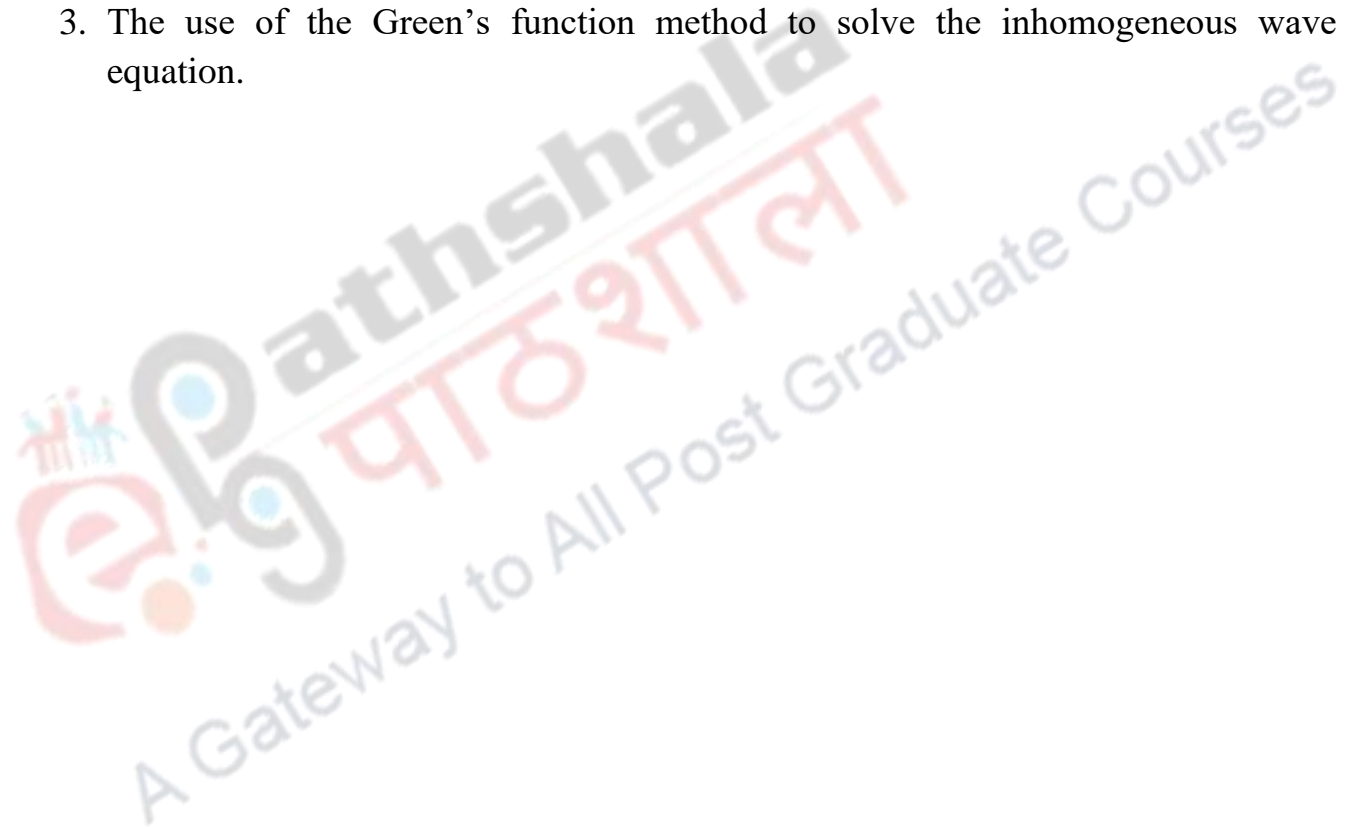 3. The use of the Green’s function method to solve the inhomogeneous wave
equation.
athshala
पाठशाला
A Gateway to All Post Graduate Courses